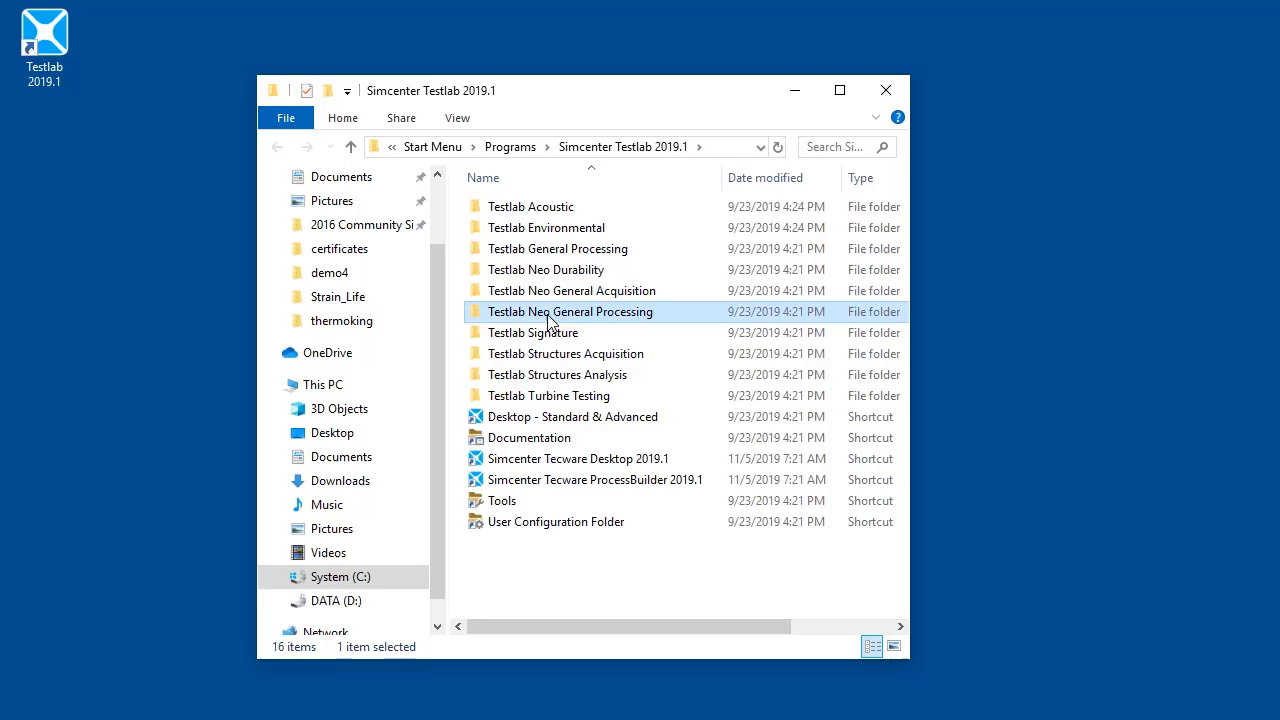 Testlab
2019.1
Simcenter Testlab 2019.1
File Home Share View
« Start Menu Programs Simcenter Testlab 2019.1 Search Si...
Documents
Pictures
2016 Community Si
certificates
demo4
Strain_Life
thermoking
OneDrive
This PC
3D Objects
Desktop
Documents
Downloads
Music
Pictures
Videos
System (C:)
DATA (D:)
Network
Name Date modified Type
Testlab Acoustic 9/23/2019 4:24 PM File folder
Testlab Environmental 9/23/2019 4:24 PM File folder
Testlab General Processing 9/23/2019 4:21 PM File folder
Testlab Neo Durability 9/23/2019 4:21 PM File folder
Testlab Neo General Acquisition 9/23/2019 4:21 PM File folder
Testlab Neo General Processing 9/23/2019 4:21 PM File folder
Testlab Signature 9/23/2019 4:21 PM File folder
Testlab Structures Acquisition 9/23/2019 4:21 PM File folder
Testlab Structures Analysis 9/23/2019 4:21 PM File folder
Testlab Turbine Testing 9/23/2019 4:21 PM File folder
Desktop - Standard & Advanced 9/23/2019 4:21 PM Shortcut
Documentation 9/23/2019 4:21 PM Shortcut
Simcenter Tecware Desktop 2019.1 11/5/2019 7:21 AM Shortcut
Simcenter Tecware ProcessBuilder 2019.1 11/5/2019 7:21 AM Shortcut
Tools 9/23/2019 4:21 PM Shortcut
User Configuration Folder 9/23/2019 4:21 PM Shortcut
16 items 1 item selected